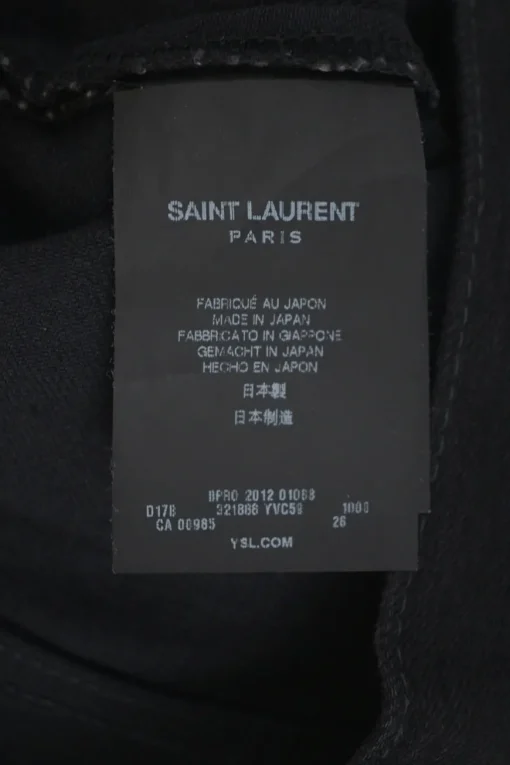 SAINT LAURENT
PARIS
FABRIQUÉ AU JAPON
MADE IN JAPAN
FABBRICATO IN GIAPPONE
GEMACHT IN JAPAN
HECHO EN JAPON
日本製
日本制造
BPRO 2012 01068
D17B 321888 YVC59 1000
CA 00985 26
YSL.COM